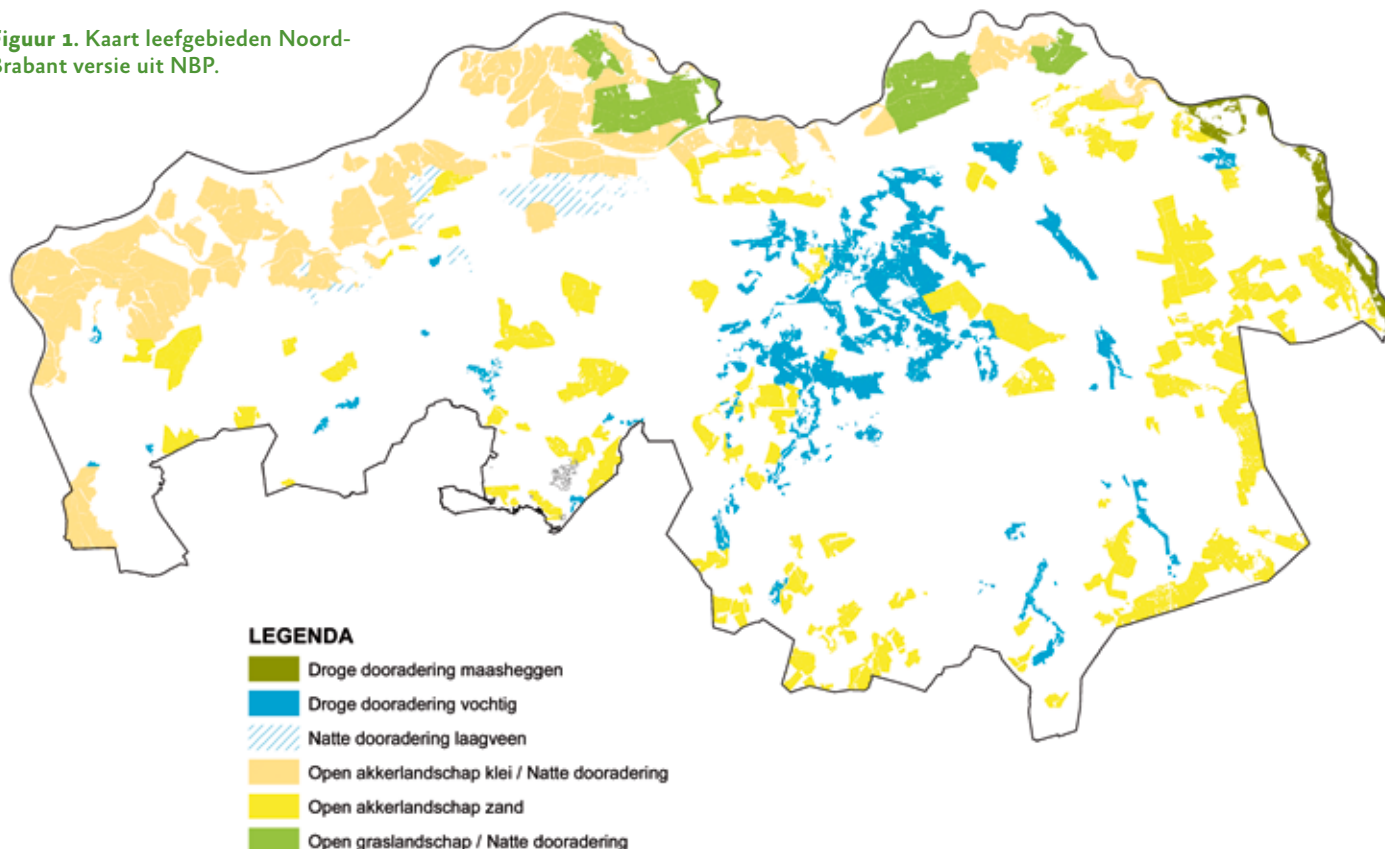 Figuur 1. Kaart leefgebieden Noord-
Brabant versie uit NBP.
LEGENDA
Droge dooradering maasheggen
Droge dooradering vochtig
Natte dooradering laagveen
Open akkerlandschap klei / Natte dooradering
Open akkerlandschap zand
Open graslandschap / Natte dooradering